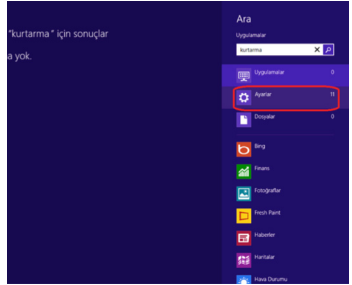 "kurtarma" için sonuçlar
a yok.
Ara
Uygulamalar
kurtarma
Uygulamalar 0
Ayarlar 11
Dosyalar 0
Bing
Finans
Fotoğraflar
Fresh Paint
Haberler
Haritalar
Hava Durumu